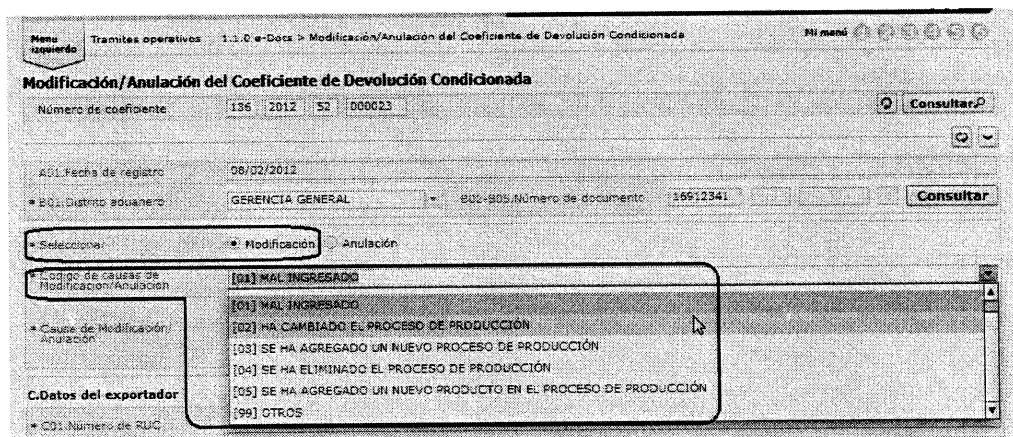 Menu izquierdo Tramites operativos 1.1.0 e-Docs > Modificación/Anulación del Coeficiente de Devolución Condicionada Mi menú
Modificación/Anulación del Coeficiente de Devolución Condicionada
Número de coeficiente 136 2012 52 000023 Consultar
A01.Fecha de registro 08/02/2012
* B01.Distrito aduanero GERENCIA GENERAL B02-B05.Número de documento 16912341 Consultar
* Seleccionar Modificación Anulación
* Codigo de causas de Modificacion/Anulacion [01] MAL INGRESADO
[01] MAL INGRESADO
[02] HA CAMBIADO EL PROCESO DE PRODUCCIÓN
* Causa de Modificación/ Anulación
[03] SE HA AGREGADO UN NUEVO PROCESO DE PRODUCCIÓN
[04] SE HA ELIMINADO EL PROCESO DE PRODUCCIÓN
C.Datos del exportador
[05] SE HA AGREGADO UN NUEVO PRODUCTO EN EL PROCESO DE PRODUCCIÓN
[99] OTROS
* C01.Número de RUC